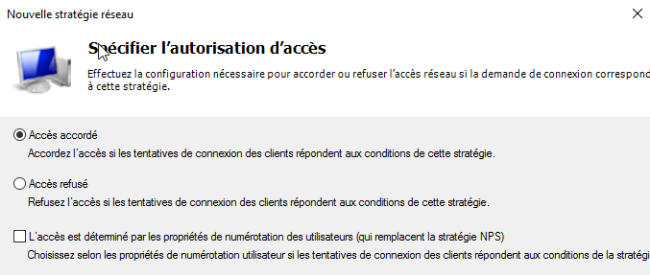 Nouvelle stratégie réseau
Spécifier l'autorisation d'accès
Effectuez la configuration nécessaire pour accorder ou refuser l'accès réseau si la demande de connexion correspond
à cette stratégie.
Accès accordé
Accordez l'accès si les tentatives de connexion des clients répondent aux conditions de cette stratégie.
Accès refusé
Refusez l'accès si les tentatives de connexion des clients répondent aux conditions de cette stratégie.
L'accès est déterminé par les propriétés de numérotation des utilisateurs (qui remplacent la stratégie NPS)
Choisissez selon les propriétés de numérotation utilisateur si les tentatives de connexion des clients répondent aux conditions de la stratégi